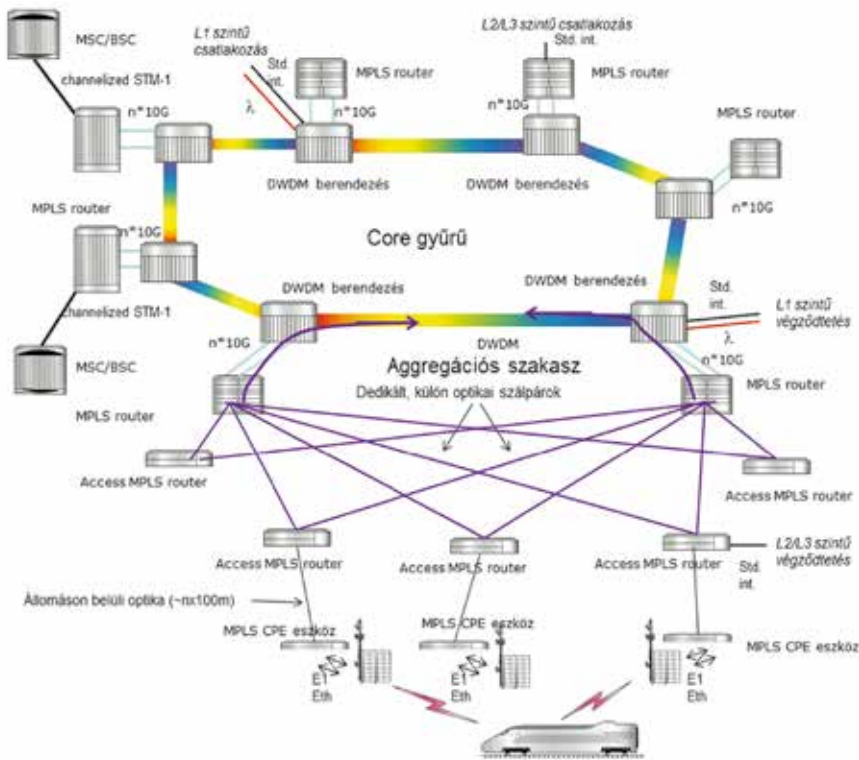 MSC/BSC
channelized STM-1
n*10G
MPLS router
L1 szintű
csatlakozás
Std.
int.
λ
n*10G
MPLS router
DWDM berendezés
L2/L3 szintű csatlakozás
Std. int.
n*10G
MPLS router
DWDM berendezés
MPLS router
n*10G
n*10G
channelized STM-1
MSC/BSC
Core gyűrű
DWDM berendezés
DWDM berendezés
Std.
int.
λ
L1 szintű
végződtetés
DWDM
n*10G
MPLS router
Aggregációs szakasz
Dedikált, külön optikai szálpárok
n*10G
MPLS router
Access MPLS router
Access MPLS router
Access MPLS router
Access MPLS router
Access MPLS router
L2/L3 szintű
végződtetés
Std.
int.
Állomáson belüli optika (~nx100m)
MPLS CPE eszköz
MPLS CPE eszköz
MPLS CPE eszköz
E1
Eth
E1
Eth
E1
Eth